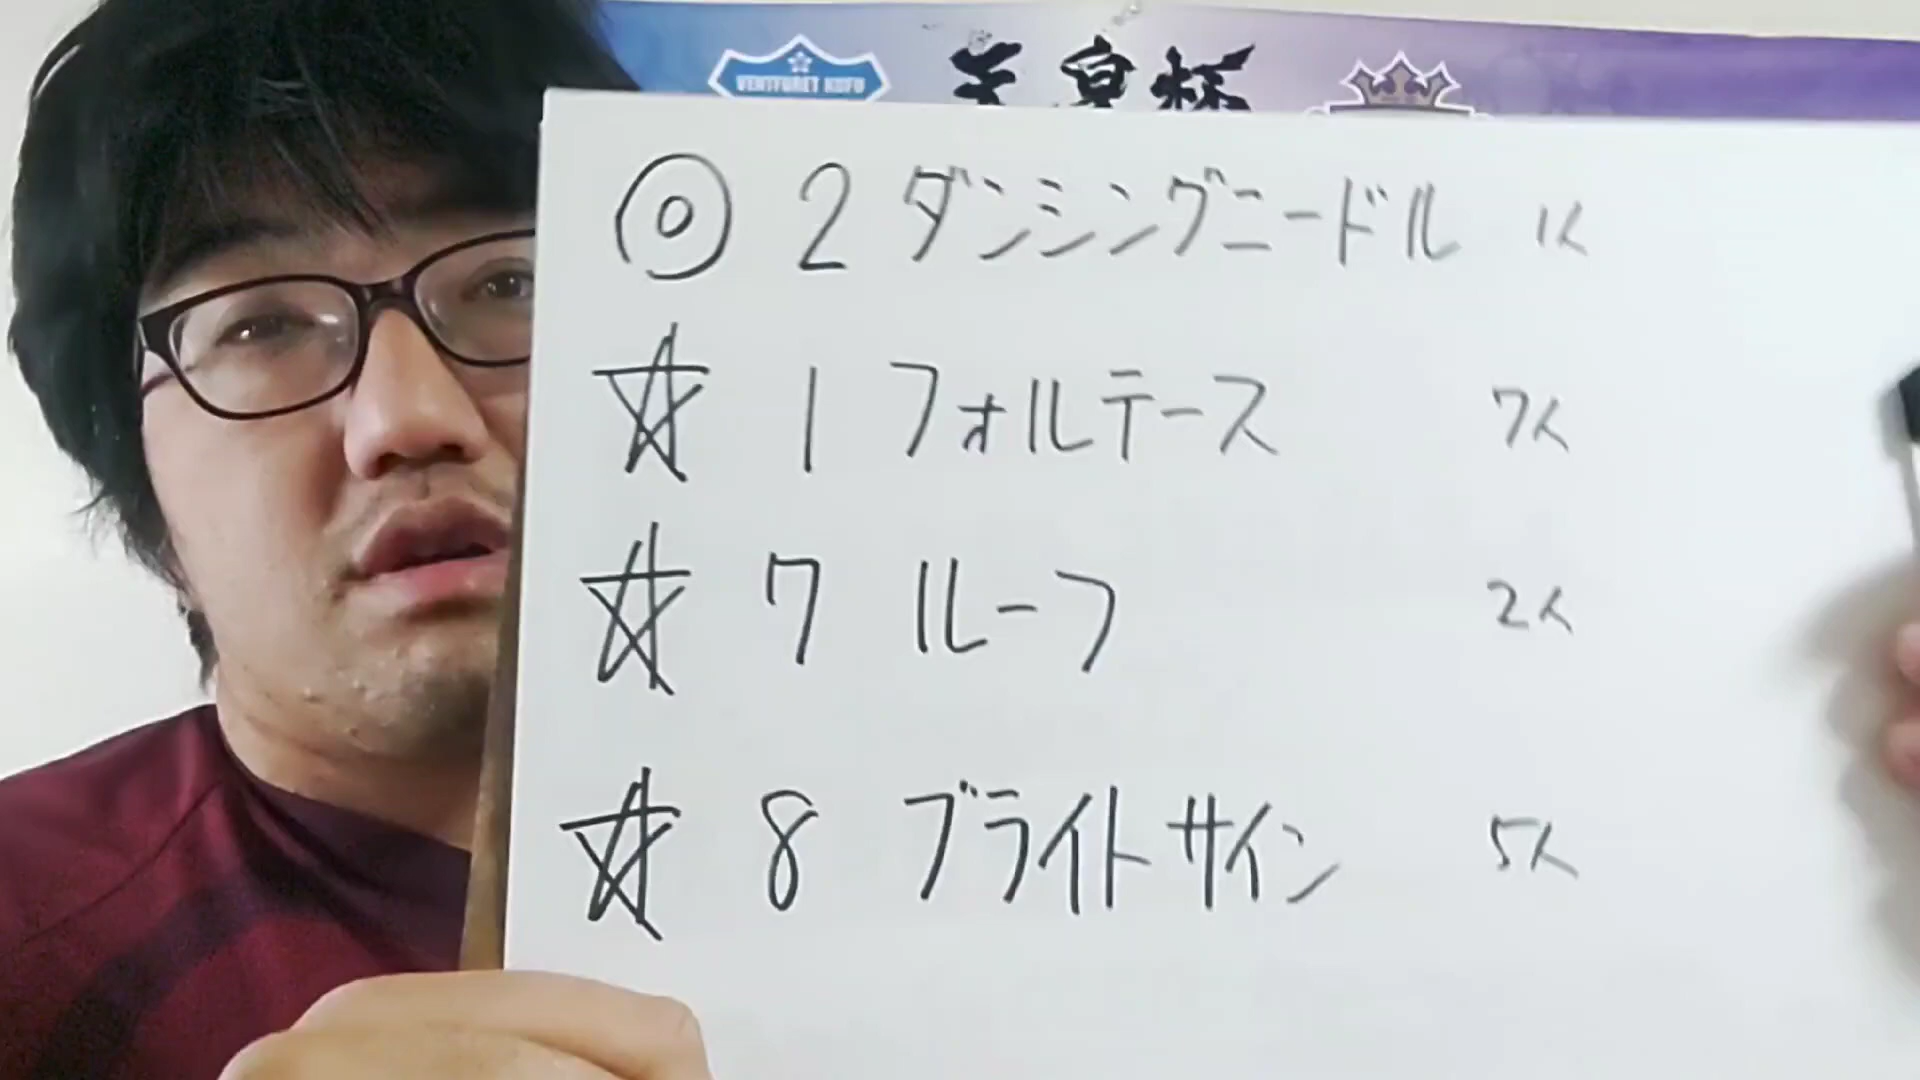 VENTFORET KOFU
天皇杯
◎ 2 ダンシングニードル 1人
☆ 1 フォルテース 7人
☆ 7 ルーフ 2人
☆ 8 ブライトサイン 5人